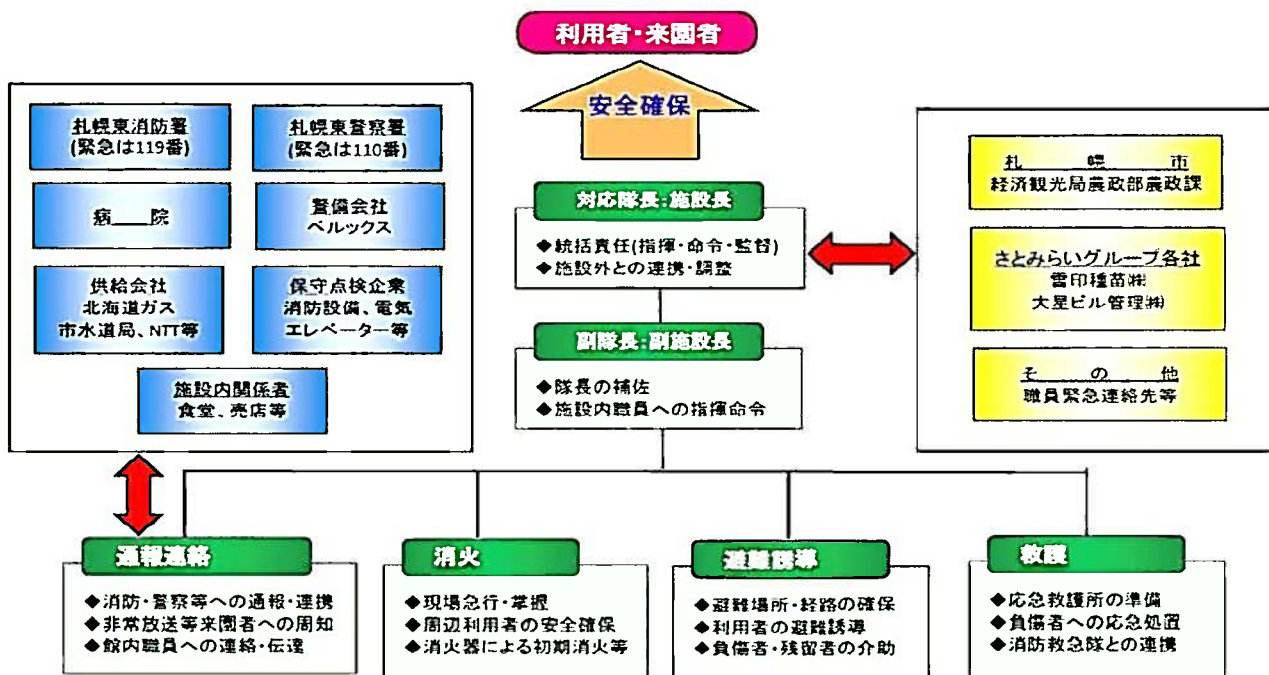 利用者・来園者
安全確保
札幌東消防署
(緊急は119番)
札幌東警察署
(緊急は110番)
病　　院
警備会社
ベルックス
供給会社
北海道ガス
市水道局、NTT等
保守点検企業
消防設備、電気
エレベーター等
施設内関係者
食堂、売店等
対応隊長:施設長
◆統括責任(指揮・命令・監督)
◆施設外との連携・調整
副隊長:副施設長
◆隊長の補佐
◆施設内職員への指揮命令
札　幌　市
経済観光局農政部農政課
さとみらいグループ各社
雪印種苗㈱
大星ビル管理㈱
そ　の　他
職員緊急連絡先等
通報連絡
◆消防・警察等への通報・連携
◆非常放送等来園者への周知
◆館内職員への連絡・伝達
消火
◆現場急行・掌握
◆周辺利用者の安全確保
◆消火器による初期消火等
避難誘導
◆避難場所・経路の確保
◆利用者の避難誘導
◆負傷者・残留者の介助
救護
◆応急救護所の準備
◆負傷者への応急処置
◆消防救急隊との連携